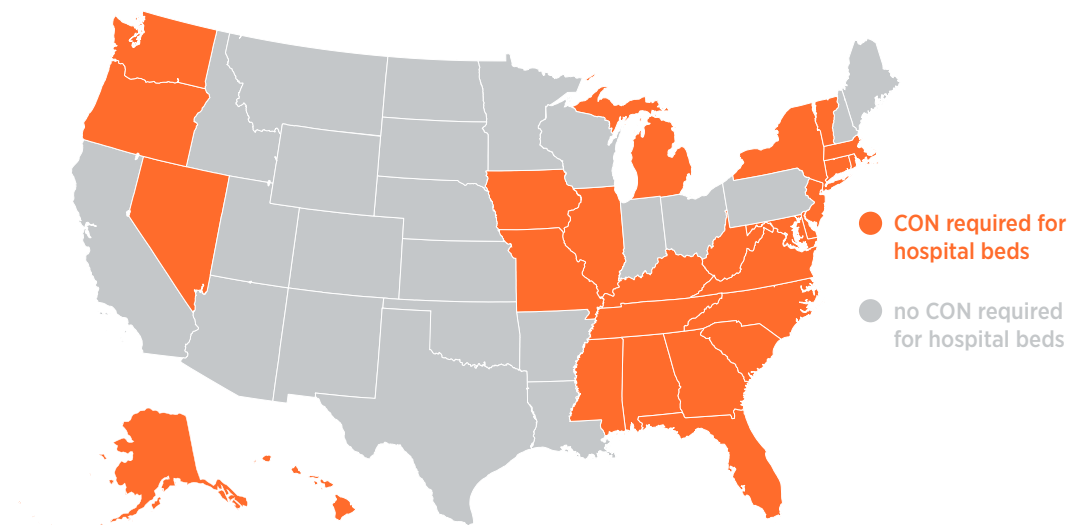 CON required for
hospital beds
no CON required
for hospital beds